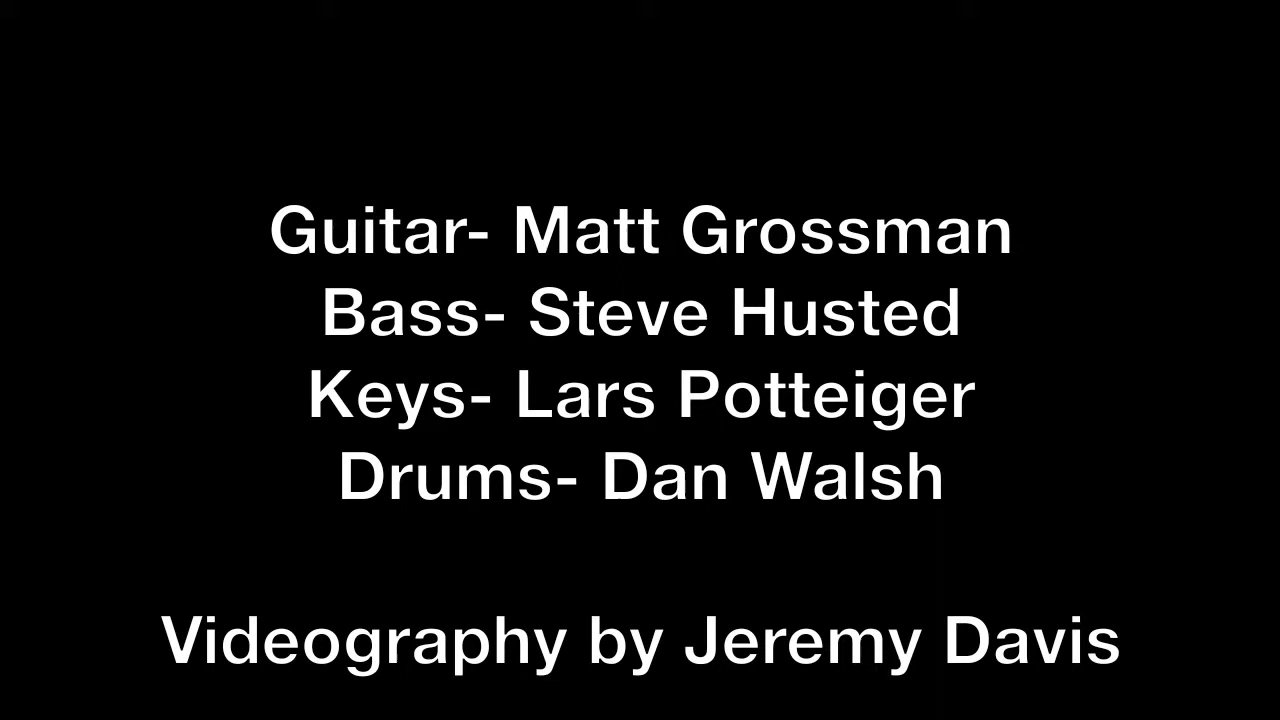 Guitar- Matt Grossman
Bass- Steve Husted
Keys- Lars Potteiger
Drums- Dan Walsh
Videography by Jeremy Davis